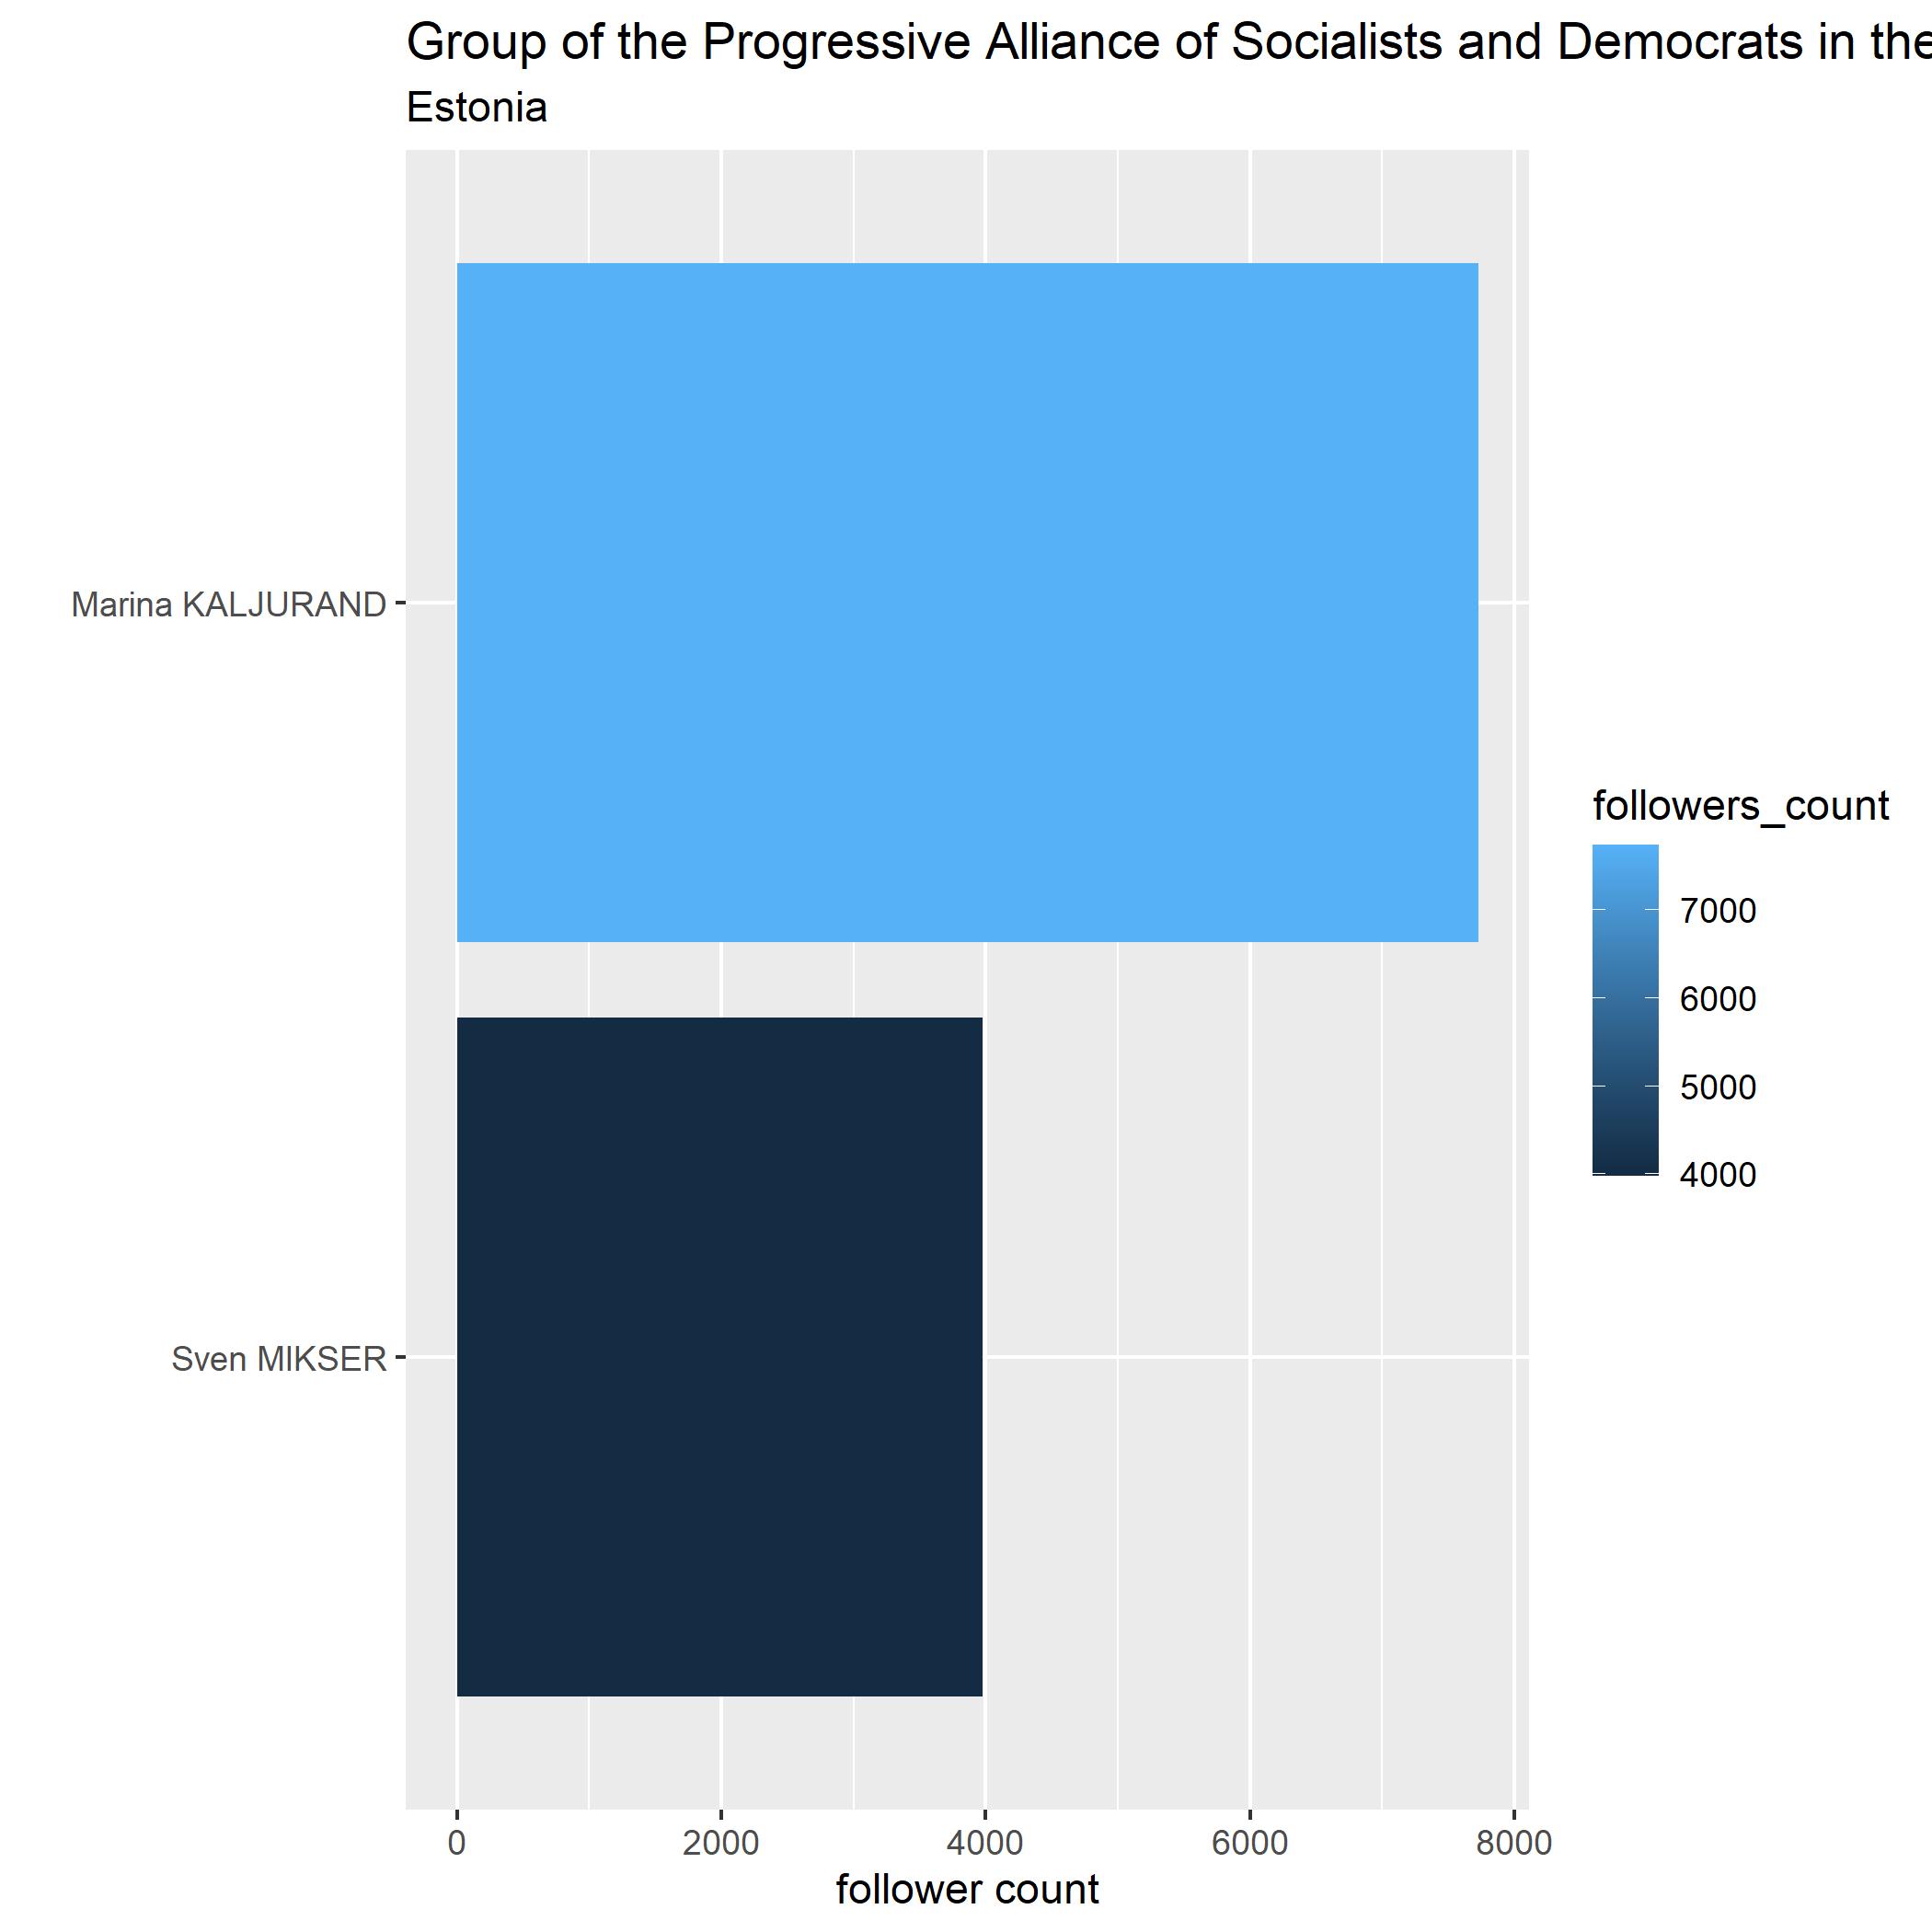 Group of the Progressive Alliance of Socialists and Democrats in the
Estonia
Marina KALJURAND
Sven MIKSER
followers_count
7000
6000
5000
4000
0 2000 4000 6000 8000
follower count